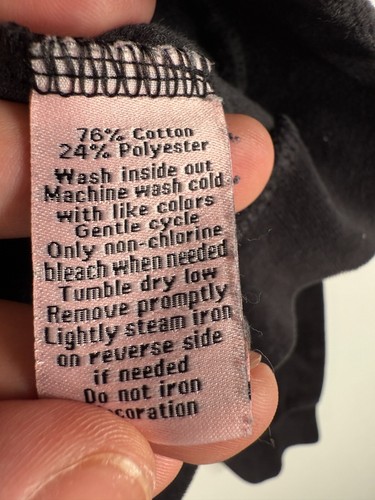 76% Cotton
24% Polyester
Wash inside out
Machine wash cold
with like colors
Gentle cycle
Only non-chlorine
bleach when needed
Tumble dry low
Remove promptly
Lightly steam iron
on reverse side
if needed
Do not iron